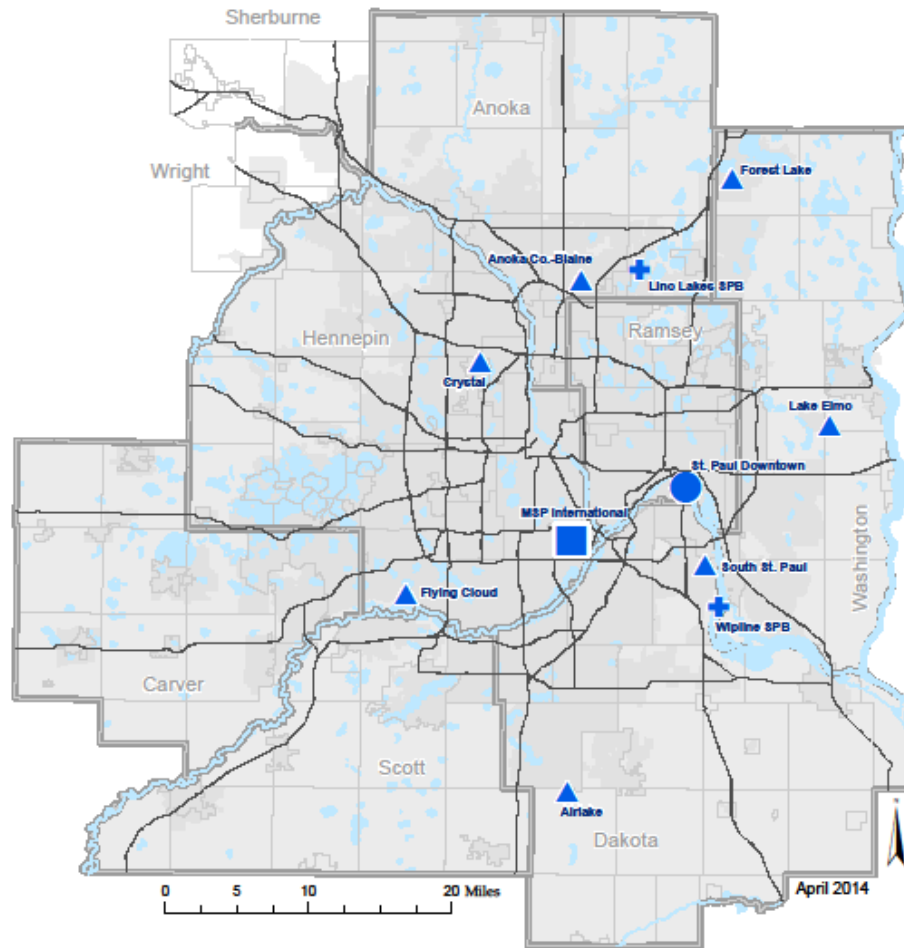 Sherburne
Anoka
Wright
Forest Lake
Anoka Co.-Blaine
Lino Lakes SPB
Hennepin
Ramsey
Crystal
Lake Elmo
St. Paul Downtown
MSP International
South St. Paul
Flying Cloud
Washington
Wipline SPB
Carver
Scott
Airlake
Dakota
0 5 10 20 Miles
April 2014